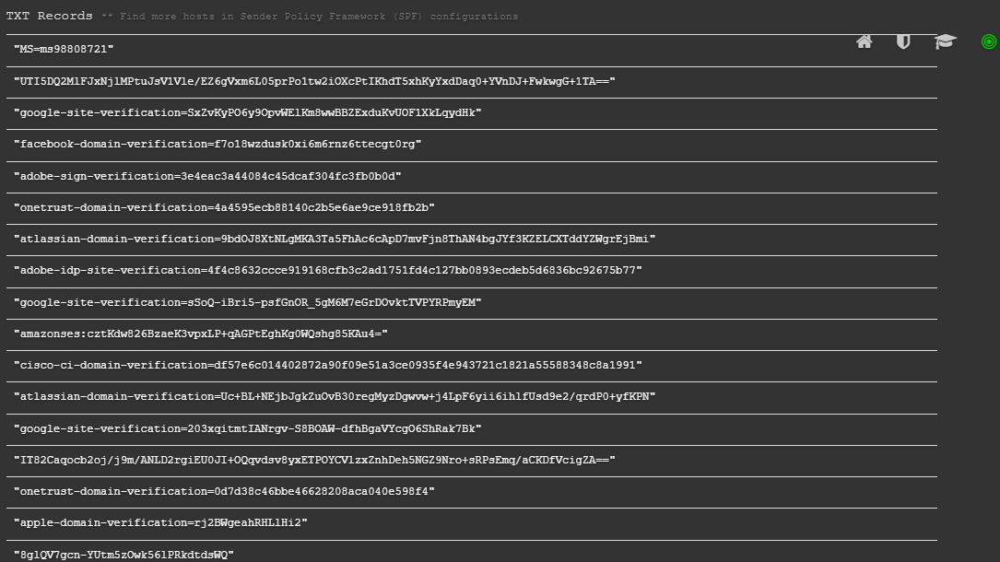 TXT Records ** Find more hosts in Sender Policy Framework (SPF) configurations
"MS=ms98808721"
"UTI5DQ2MlFJxNjlMPtuJsV1Vle/EZ6gVxm6L05prPo1tw2iOXcPtIKhdT5xhKyYxdDaq0+YVnDJ+FwkwgG+1TA=="
"google-site-verification=SxZvKyPO6y9OpvWElKm8wwBBZExduKvUOF1XkLqydHk"
"facebook-domain-verification=f7o18wzdusk0xi6m6rnz6ttecgt0rg"
"adobe-sign-verification=3e4eac3a44084c45dcaf304fc3fb0b0d"
"onetrust-domain-verification=4a4595ecb88140c2b5e6ae9ce918fb2b"
"atlassian-domain-verification=9bdOJ8XtNLgMKA3Ta5FhAc6cApD7mvFjn8ThAN4bgJYf3KZELCXTddYZWgrEjBmi"
"adobe-idp-site-verification=4f4c8632ccce919168cfb3c2ad1751fd4c127bb0893ecdeb5d6836bc92675b77"
"google-site-verification=sSoQ-iBri5-psfGnOR_5gM6M7eGrDOvktTVPYRPmyEM"
"amazonses:cztKdw826BzaeK3vpxLP+qAGPtEghKg0WQshg85KAu4="
"cisco-ci-domain-verification=df57e6c014402872a90f09e51a3ce0935f4e943721c1821a55588348c8a1991"
"atlassian-domain-verification=Uc+BL+NEjbJgkZuOvB30regMyzDgwvw+j4LpF6yii6ihlfUsd9e2/qrdP0+yfKPN"
"google-site-verification=203xqitmtIANrgv-S8BOAW-dfhBgaVYcgO6ShRak7Bk"
"IT82Caqocb2oj/j9m/ANLD2rgiEU0JI+OQqvdsv8yxETPOYCVlzxZnhDeh5NGZ9Nro+sRPsEmq/aCKDfVcigZA=="
"onetrust-domain-verification=0d7d38c46bbe46628208aca040e598f4"
"apple-domain-verification=rj2BWgeahRHLlHi2"
"8glQV7gcn-YUtm5zOwk56lPRkdtdsWQ"